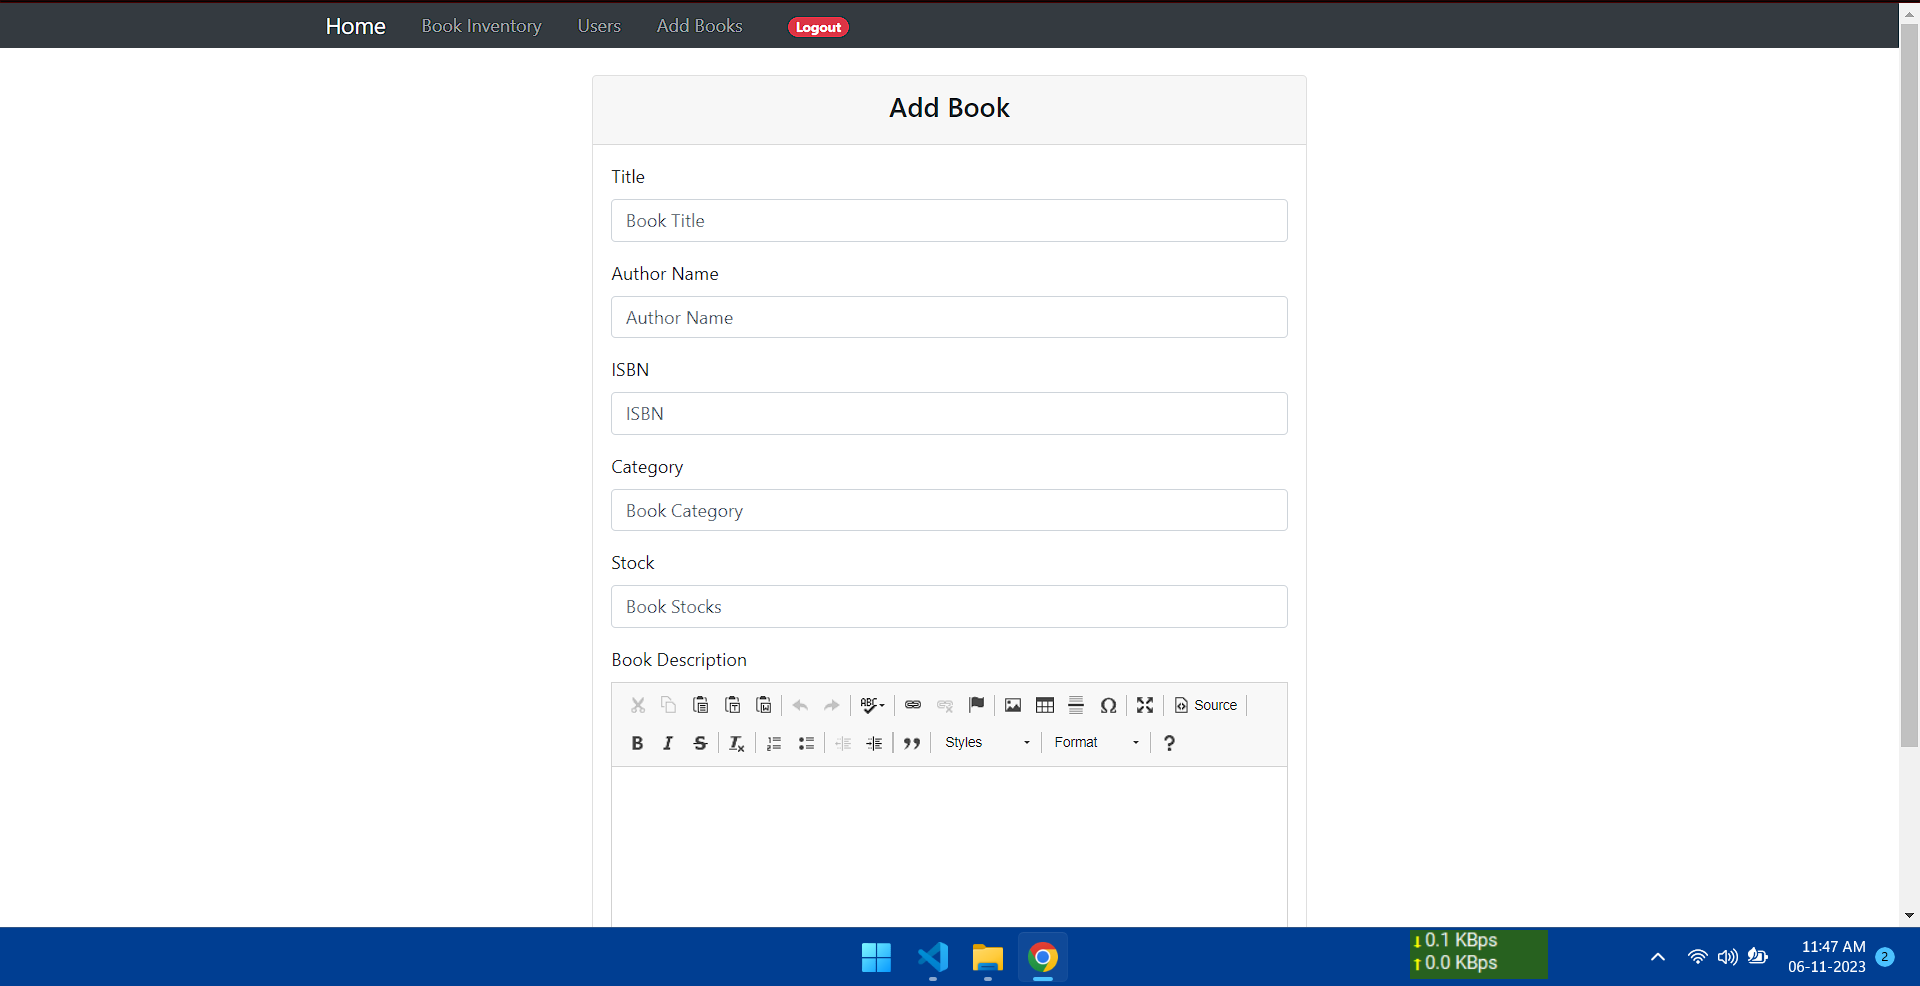 Home Book Inventory Users Add Books Logout
Add Book
Title
Book Title
Author Name
Author Name
ISBN
ISBN
Category
Book Category
Stock
Book Stocks
Book Description
ABC Ω Source
B I S Tx Styles Format ?
↓0.1 KBps
↑0.0 KBps
11:47 AM
06-11-2023 2